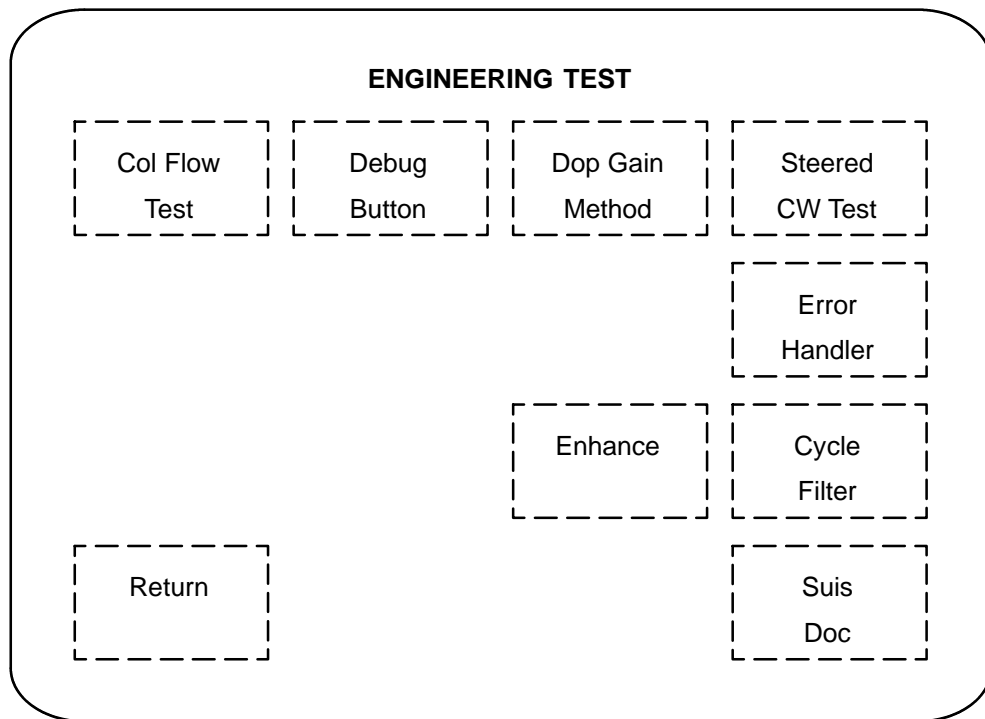 ENGINEERING TEST
Col Flow
Test
Debug
Button
Dop Gain
Method
Steered
CW Test
Error
Handler
Enhance
Cycle
Filter
Return
Suis
Doc